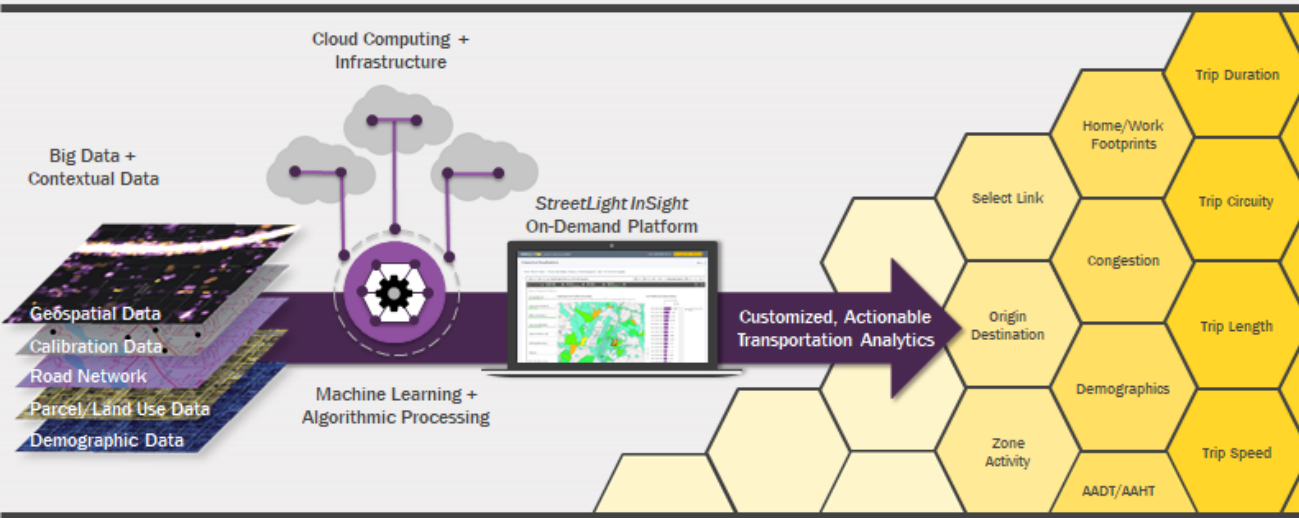 Cloud Computing +
Infrastructure
Big Data +
Contextual Data
Geospatial Data
Calibration Data
Road Network
Parcel/Land Use Data
Demographic Data
Machine Learning +
Algorithmic Processing
StreetLight InSight
On-Demand Platform
Customized, Actionable
Transportation Analytics
Select Link
Origin
Destination
Zone
Activity
Home/Work
Footprints
Congestion
Demographics
AADT/AAHT
Trip Duration
Trip Circuity
Trip Length
Trip Speed